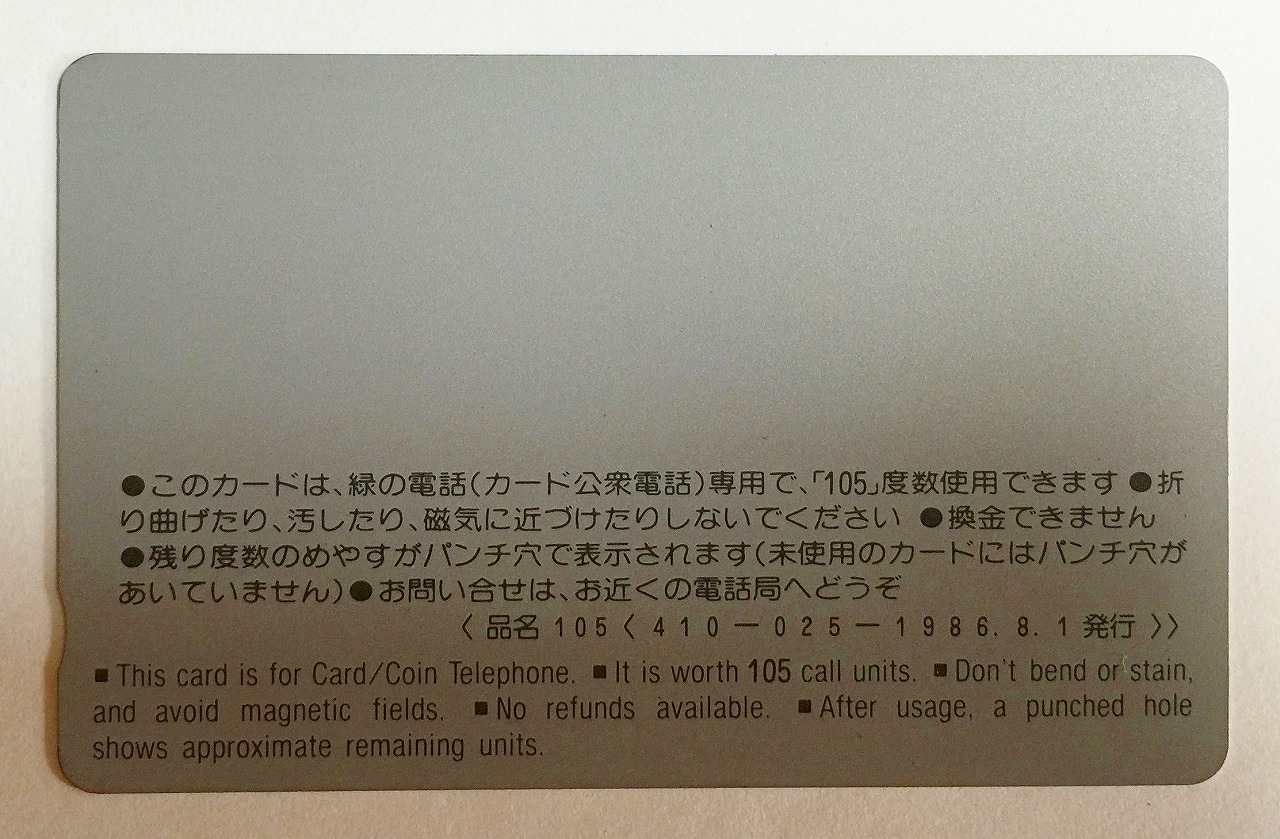 ●このカードは、緑の電話(カード公衆電話)専用で、「105」度数使用できます ●折
り曲げたり、汚したり、磁気に近づけたりしないでください ●換金できません
●残り度数のめやすがパンチ穴で表示されます(未使用のカードにはパンチ穴が
あいていません)●お問い合せは、お近くの電話局へどうぞ
〈 品名 105〈 410－025－1986.8.1 発行 〉〉
■This card is for Card/Coin Telephone. ■It is worth 105 call units. ■Don't bend or stain,
and avoid magnetic fields. ■No refunds available. ■After usage, a punched hole
shows approximate remaining units.